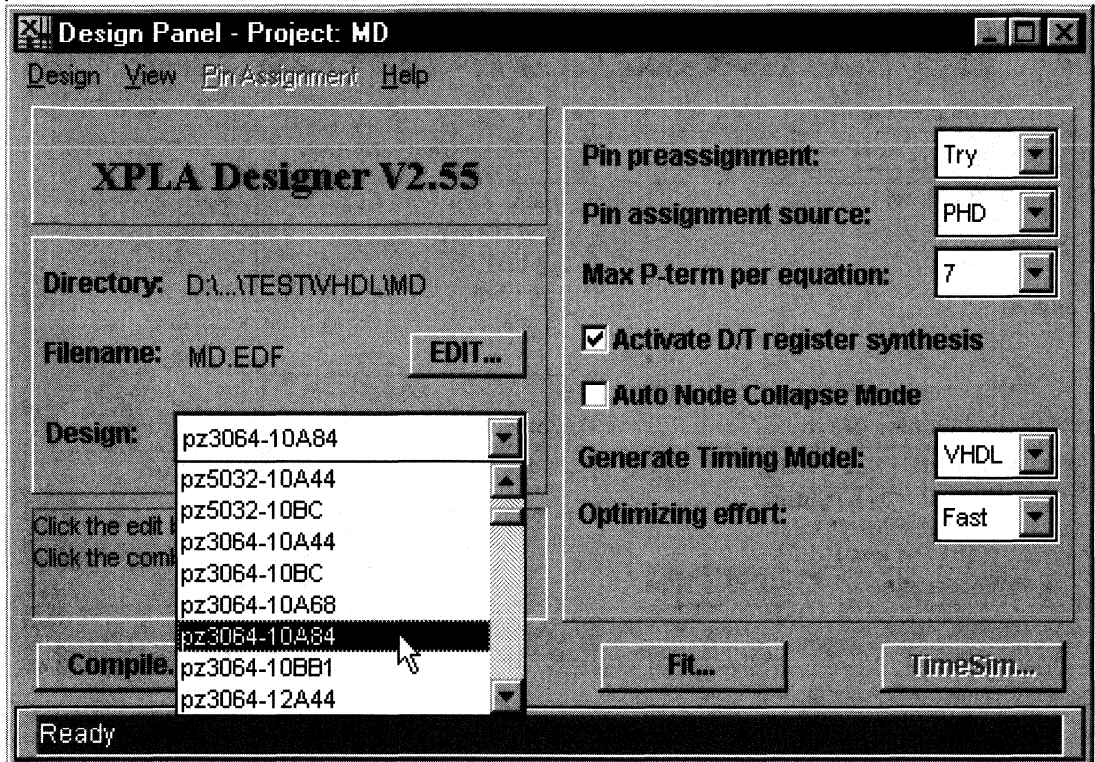 Design Panel - Project: MD
Design View Pin Assignment Help
XPLA Designer V2.55
Directory: D:\...\TEST\VHDL\MD
Filename: MD.EDF EDIT...
Design: pz3064-10A84
pz5032-10A44
pz5032-10BC
pz3064-10A44
pz3064-10BC
pz3064-10A68
pz3064-10A84
pz3064-10BB1
pz3064-12A44
Click the edit
Click the
Compile.
Pin preassignment: Try
Pin assignment source: PHD
Max P-term per equation: 7
Activate D/T register synthesis
Auto Node Collapse Mode
Generate Timing Model: VHDL
Optimizing effort: Fast
Fit... TimeSim...
Ready